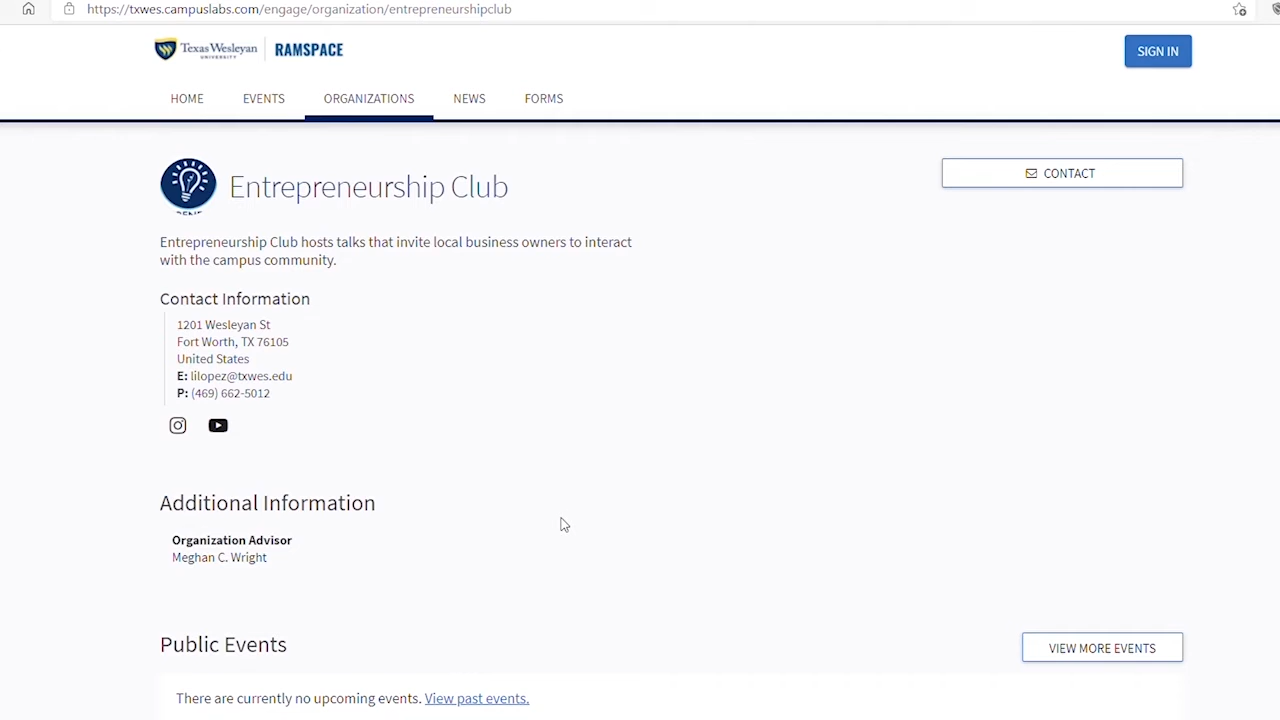 https://txwes.campuslabs.com/engage/organization/entrepreneurshipclub
Texas Wesleyan
UNIVERSITY
RAMSPACE
SIGN IN
HOME EVENTS ORGANIZATIONS NEWS FORMS
Entrepreneurship Club
CONTACT
Entrepreneurship Club hosts talks that invite local business owners to interact
with the campus community.
Contact Information
1201 Wesleyan St
Fort Worth, TX 76105
United States
E: lilopez@txwes.edu
P: (469) 662-5012
Additional Information
Organization Advisor
Meghan C. Wright
Public Events
VIEW MORE EVENTS
There are currently no upcoming events. View past events.